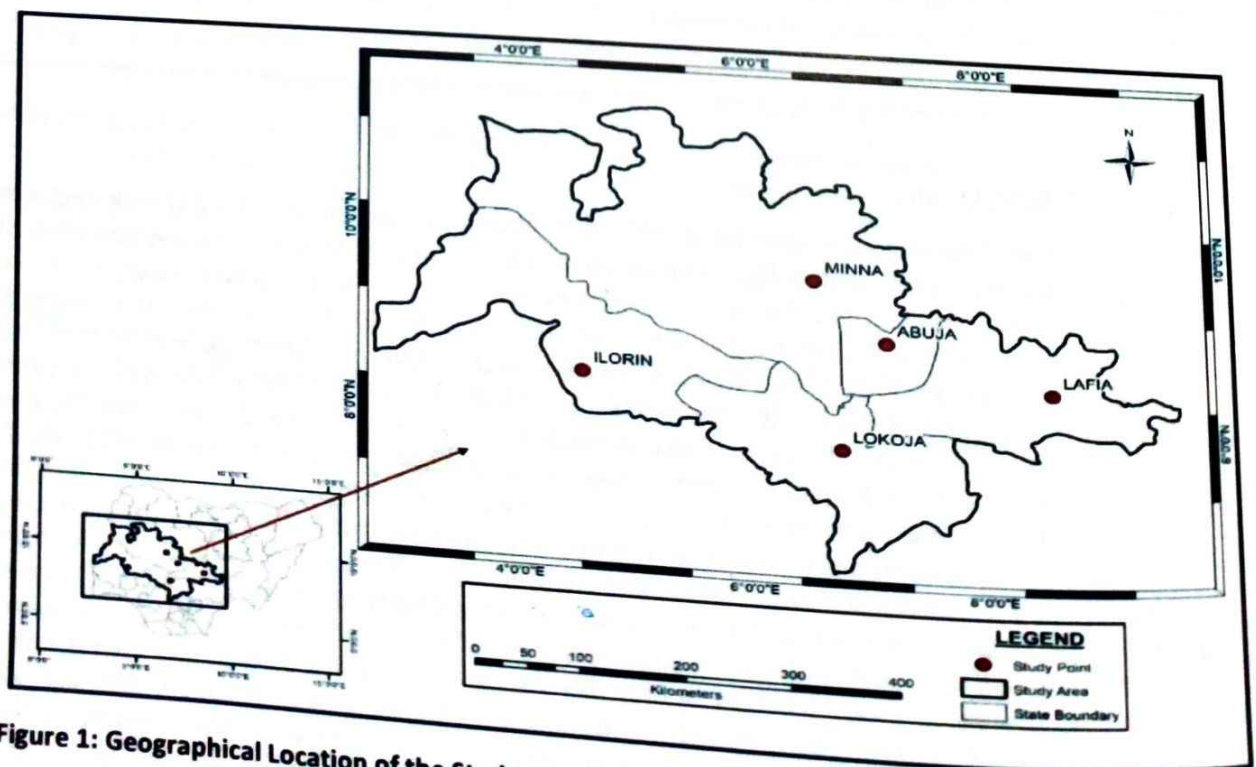 4°0'0"E 6°0'0"E 8°0'0"E
N
10°0'0"N
10°0'0"N
MINNA
ABUJA
ILORIN
LAFIA
8°0'0"N
8°0'0"N
LOKOJA
4°0'0"E 6°0'0"E 8°0'0"E
LEGEND
Study Point
Study Area
State Boundary
0 50 100 200 300 400
Kilometers
Figure 1: Geographical Location of the